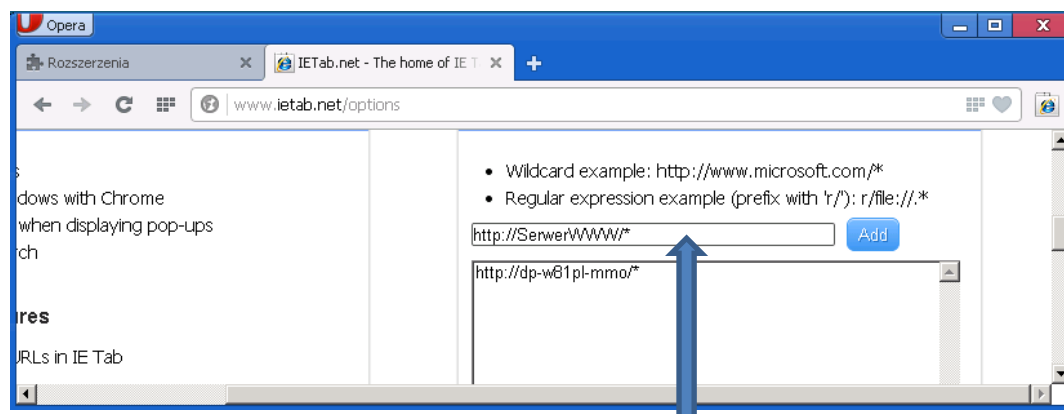 Opera
Rozszerzenia
IETab.net - The home of IE T
www.ietab.net/options
s
dows with Chrome
when displaying pop-ups
rch
ures
URLs in IE Tab
• Wildcard example: http://www.microsoft.com/*
• Regular expression example (prefix with 'r/'): r/file://.*
http://SerwerWWW/*
Add
http://dp-w81pl-mmo/*